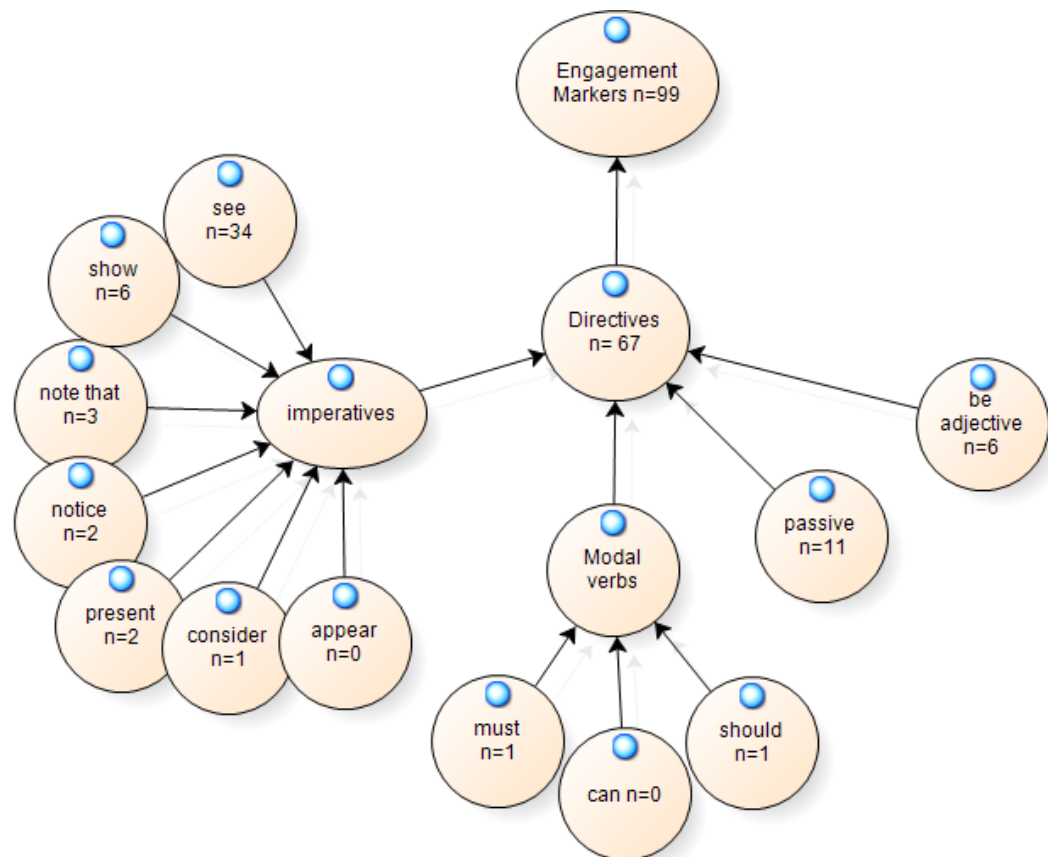 Engagement
Markers n=99
see
n=34
show
n=6
Directives
n= 67
note that
n=3
imperatives
be
adjective
n=6
notice
n=2
passive
n=11
Modal
verbs
present
n=2
consider
n=1
appear
n=0
must
n=1
should
n=1
can n=0